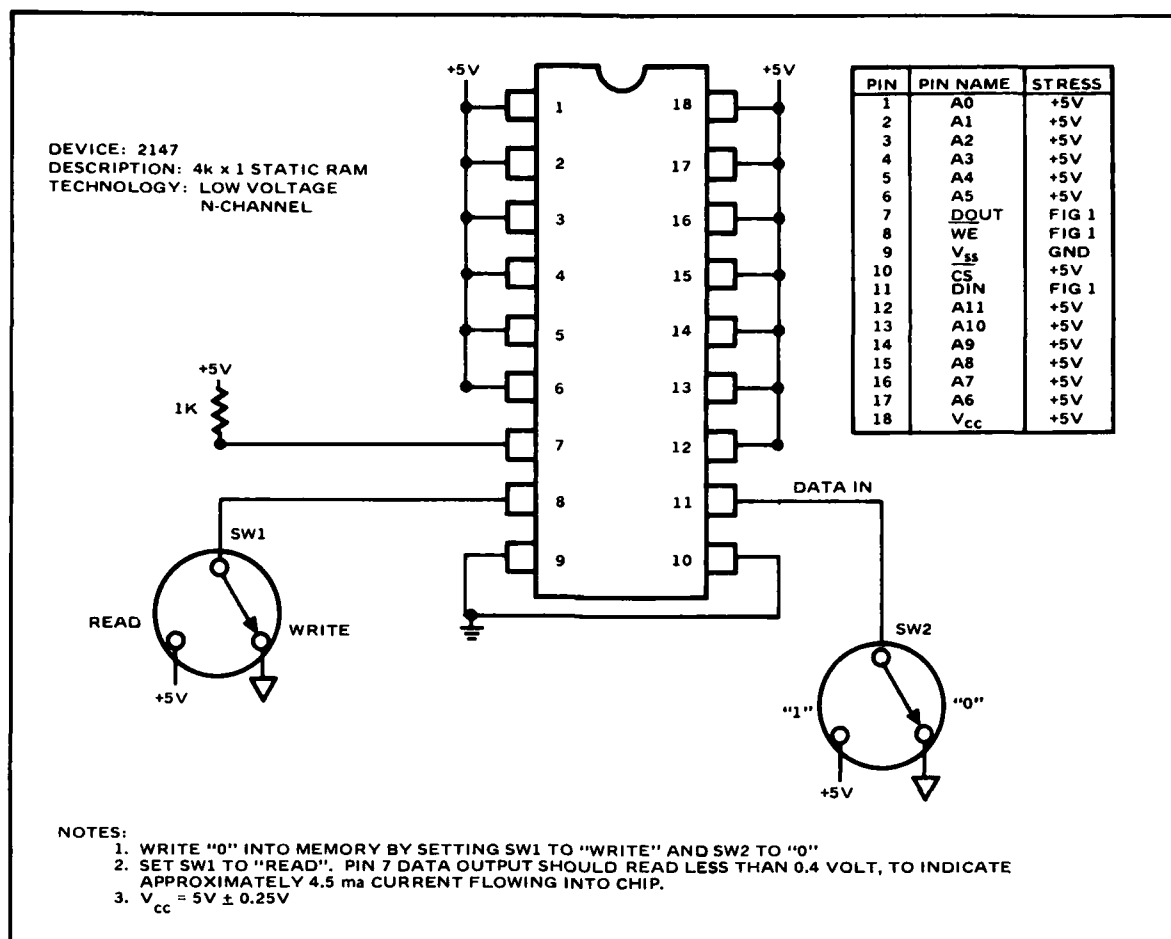 +5V
+5V
DEVICE: 2147
DESCRIPTION: 4k x 1 STATIC RAM
TECHNOLOGY: LOW VOLTAGE
N-CHANNEL
1
2
3
4
5
6
7
8
9
18
17
16
15
14
13
12
11
10
PIN PIN NAME STRESS
1 A0 +5V
2 A1 +5V
3 A2 +5V
4 A3 +5V
5 A4 +5V
6 A5 +5V
7 DOUT FIG 1
8 W̅E̅ FIG 1
9 Vss GND
10 C̅S̅ +5V
11 DIN FIG 1
12 A11 +5V
13 A10 +5V
14 A9 +5V
15 A8 +5V
16 A7 +5V
17 A6 +5V
18 Vcc +5V
+5V
1K
DATA IN
SW1
READ
WRITE
+5V
SW2
"1"
"0"
+5V
NOTES:
1. WRITE "0" INTO MEMORY BY SETTING SW1 TO "WRITE" AND SW2 TO "0"
2. SET SW1 TO "READ". PIN 7 DATA OUTPUT SHOULD READ LESS THAN 0.4 VOLT, TO INDICATE
APPROXIMATELY 4.5 ma CURRENT FLOWING INTO CHIP.
3. Vcc = 5V ± 0.25V